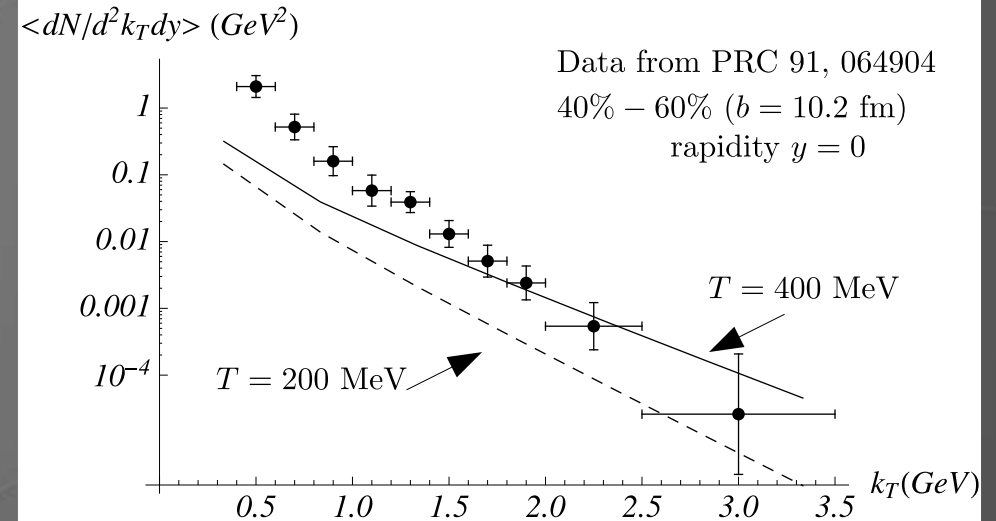 <dN/d²k_T dy> (GeV²)
Data from PRC 91, 064904
40% − 60% (b = 10.2 fm)
rapidity y = 0
1
0.1
0.01
0.001
10⁻⁴
T = 400 MeV
T = 200 MeV
k_T(GeV)
0.5 1.0 1.5 2.0 2.5 3.0 3.5